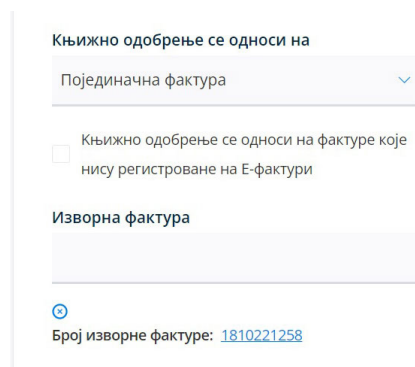 Књижно одобрење се односи на
Појединачна фактура
Књижно одобрење се односи на фактуре које
нису регистроване на Е-фактури
Изворна фактура
Број изворне фактуре: 1810221258